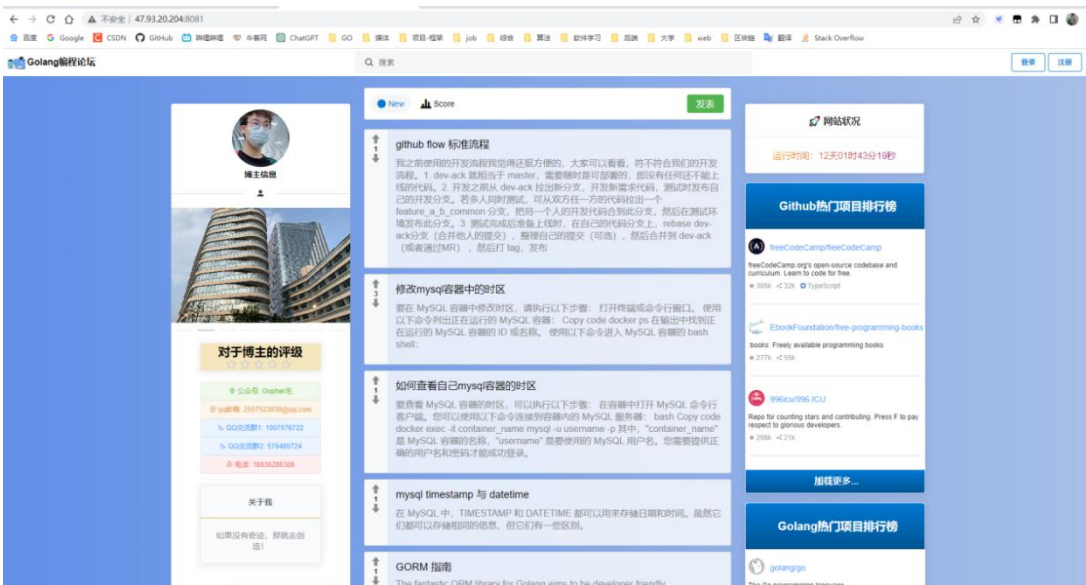 不安全 | 47.93.20.204:8081
百度 G Google CSDN GitHub 哔哩哔哩 牛客网 ChatGPT GO 媒体 项目-框架 job 综合 算法 软件学习 后端 大学 web 区块链 翻译 Stack Overflow
Golang编程论坛
搜索
登录 注册
博主信息
对于博主的评级
公众号: Gopher毛
qq邮箱: 2557523039@qq.com
QQ交流群1: 1007576722
QQ交流群2: 579480724
电话: 18836288306
关于我
如果没有奇迹，那就去创
造！
New Score 发表
1
github flow 标准流程
我之前使用的开发流程我觉得还挺方便的，大家可以看看，符不符合我们的开发
流程。1. dev-ack 就相当于 master，需要随时是可部署的，即没有任何还不能上
线的代码。2. 开发之前从 dev-ack 拉出新分支，开发新需求代码，测试时发布自
己的开发分支。若多人同时测试，可从双方任一方的代码拉出一个
feature_a_b_common 分支，把另一个人的开发代码合到此分支，然后在测试环
境发布此分支。3. 测试完成后准备上线时，在自己的代码分支上，rebase dev-
ack分支（合并他人的提交），整理自己的提交（可选），然后合并到 dev-ack
（或者通过MR），然后打 tag，发布
3
修改mysql容器中的时区
要在 MySQL 容器中修改时区，请执行以下步骤： 打开终端或命令行窗口。 使用
以下命令列出正在运行的 MySQL 容器： Copy code docker ps 在输出中找到正
在运行的 MySQL 容器的 ID 或名称。 使用以下命令进入 MySQL 容器的 bash
shell：
1
如何查看自己mysql容器的时区
要查看 MySQL 容器的时区，可以执行以下步骤： 在容器中打开 MySQL 命令行
客户端。您可以使用以下命令连接到容器内的 MySQL 服务器： bash Copy code
docker exec -it container_name mysql -u username -p 其中，"container_name"
是 MySQL 容器的名称，"username" 是要使用的 MySQL 用户名。您需要提供正
确的用户名和密码才能成功登录。
1
mysql timestamp 与 datetime
在 MySQL 中，TIMESTAMP 和 DATETIME 都可以用来存储日期和时间。虽然它
们都可以存储相同的信息，但它们有一些区别。
1
GORM 指南
The fantastic ORM library for Golang aims to be developer friendly.
网站状况
运行时间：12天01时43分19秒
Github热门项目排行榜
freeCodeCamp/freeCodeCamp
freeCodeCamp.org's open-source codebase and
curriculum. Learn to code for free.
365k 32k TypeScript
EbookFoundation/free-programming-books
books: Freely available programming books
277k 55k
996icu/996.ICU
Repo for counting stars and contributing. Press F to pay
respect to glorious developers.
266k 21k
加载更多...
Golang热门项目排行榜
golang/go
The Go programming language